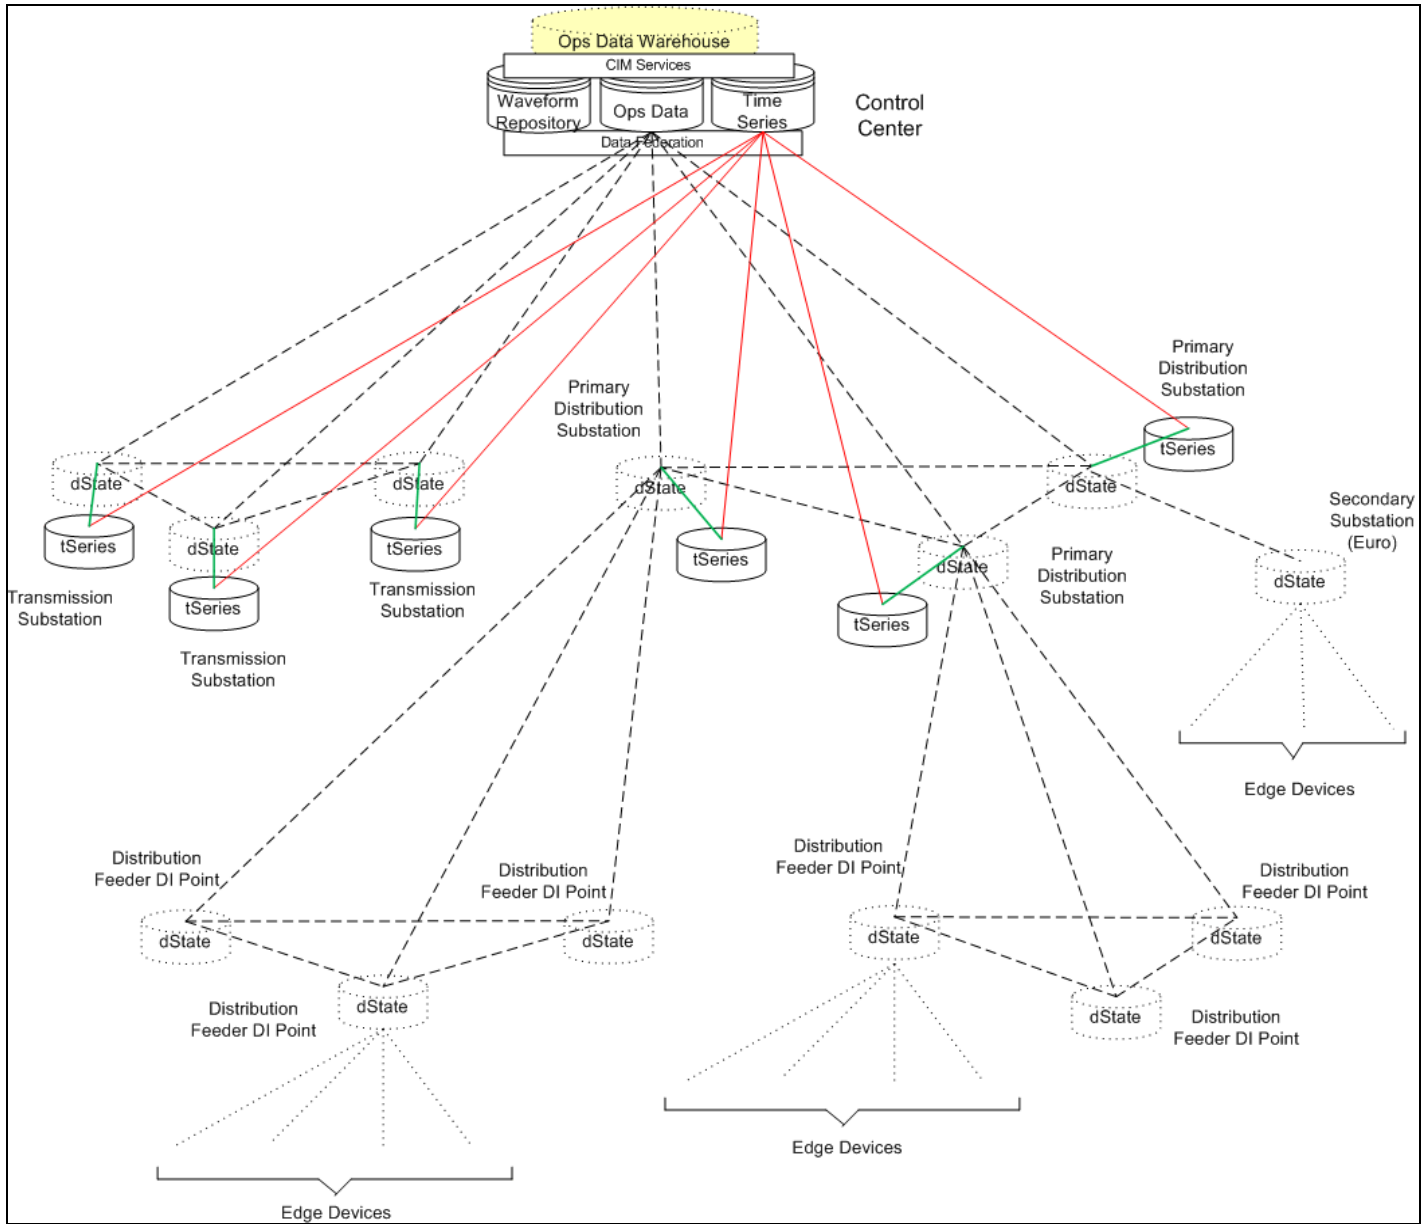 Ops Data Warehouse
CIM Services
Waveform
Repository
Ops Data
Time
Series
Data Federation
Control
Center
Primary
Distribution
Substation
tSeries
Primary
Distribution
Substation
dState
dState
dState
dState
tSeries
dState
tSeries
tSeries
Transmission
Substation
tSeries
Transmission
Substation
Transmission
Substation
dState
tSeries
dState
Primary
Distribution
Substation
Secondary
Substation
(Euro)
dState
Edge Devices
Distribution
Feeder DI Point
Distribution
Feeder DI Point
Distribution
Feeder DI Point
Distribution
Feeder DI Point
dState
dState
dState
dState
dState
Distribution
Feeder DI Point
dState
Distribution
Feeder DI Point
Edge Devices
Edge Devices